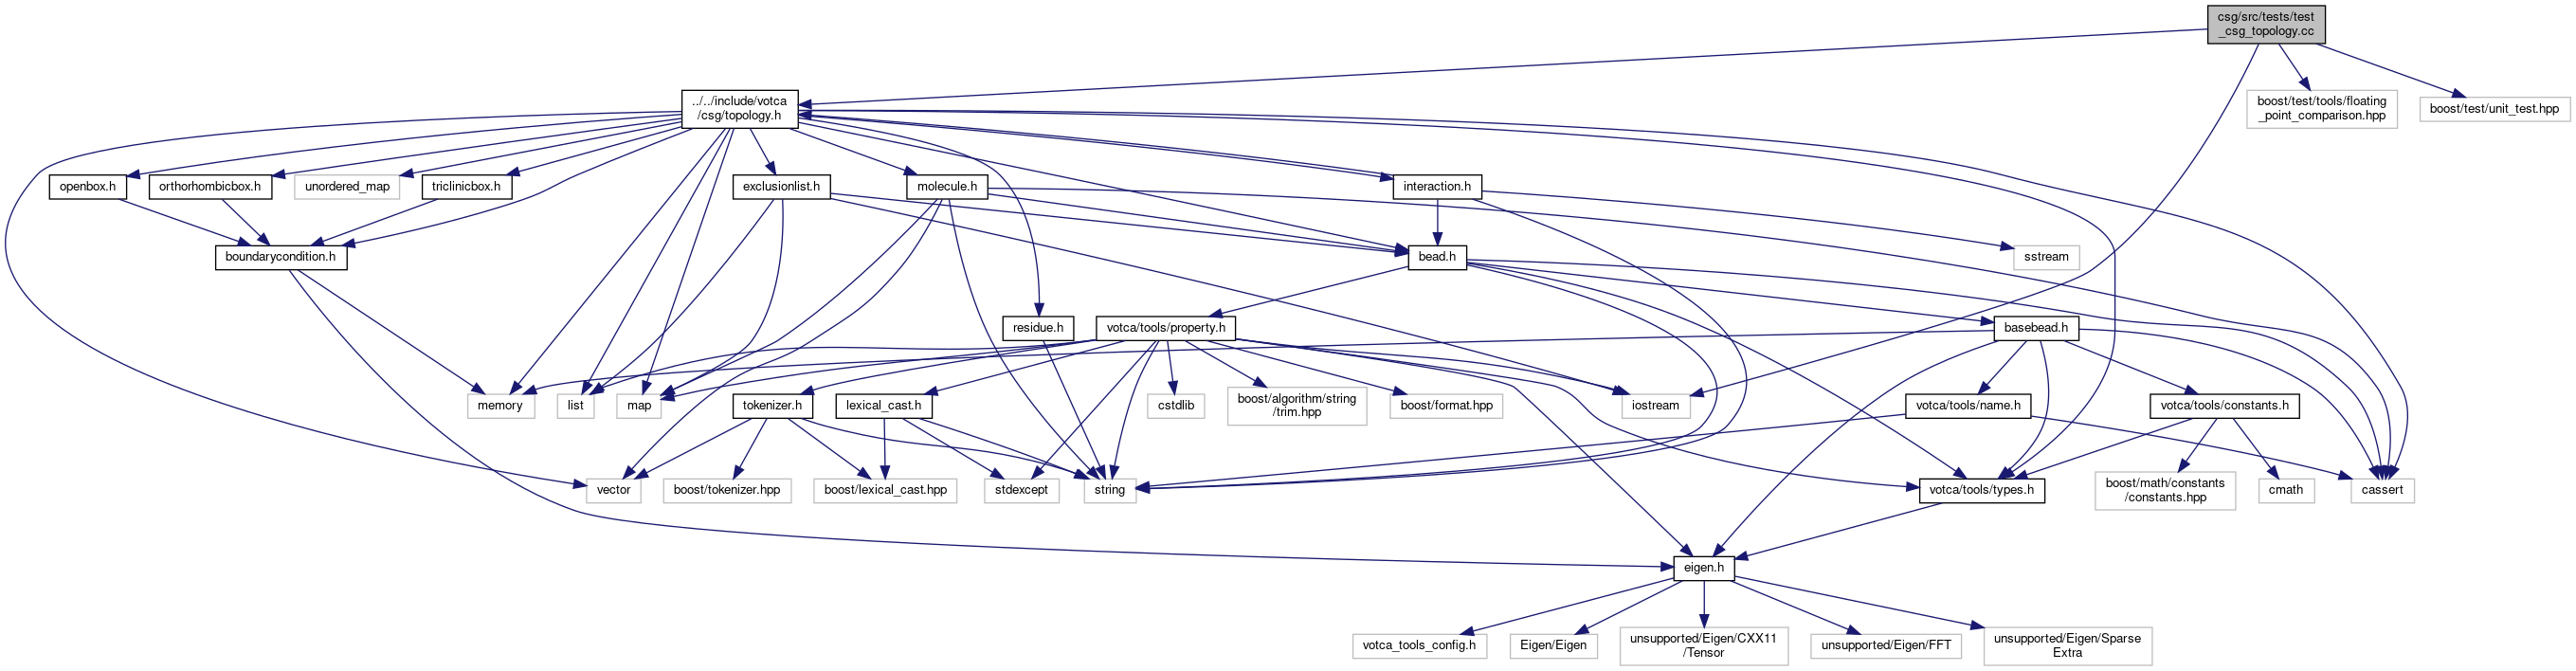 csg/src/tests/test
_csg_topology.cc
../../include/votca
/csg/topology.h
boost/test/tools/floating
_point_comparison.hpp
boost/test/unit_test.hpp
openbox.h
orthorhombicbox.h
unordered_map
triclinicbox.h
exclusionlist.h
molecule.h
interaction.h
boundarycondition.h
bead.h
sstream
residue.h
votca/tools/property.h
basebead.h
memory
list
map
tokenizer.h
lexical_cast.h
cstdlib
boost/algorithm/string
/trim.hpp
boost/format.hpp
iostream
votca/tools/name.h
votca/tools/constants.h
vector
boost/tokenizer.hpp
boost/lexical_cast.hpp
stdexcept
string
votca/tools/types.h
boost/math/constants
/constants.hpp
cmath
cassert
eigen.h
votca_tools_config.h
Eigen/Eigen
unsupported/Eigen/CXX11
/Tensor
unsupported/Eigen/FFT
unsupported/Eigen/Sparse
Extra